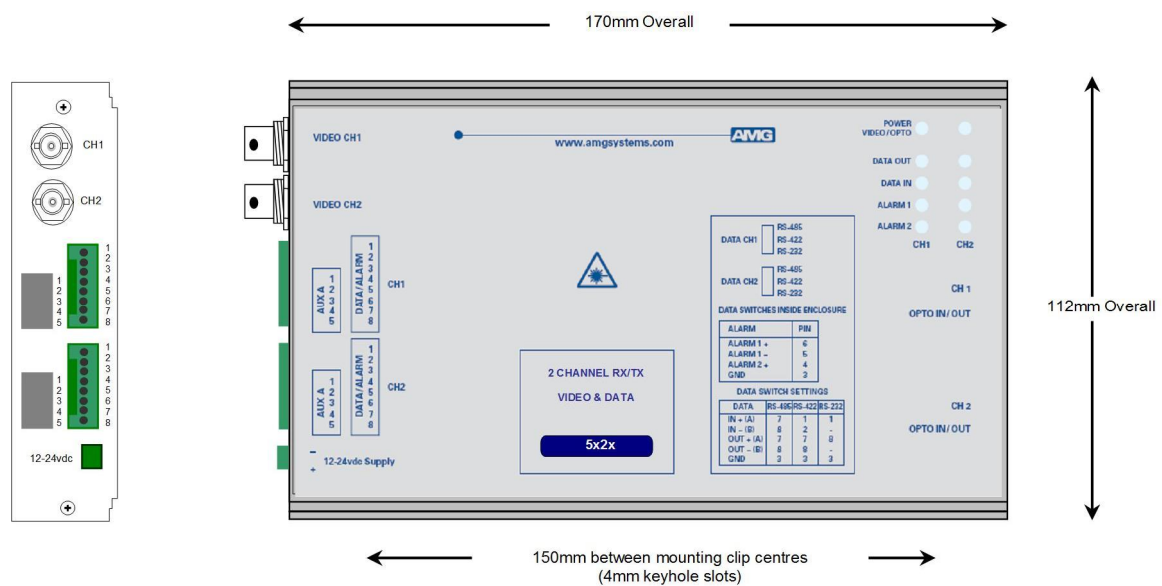 170mm Overall
CH1
CH2
1
2
3
4
5
6
7
8
1
2
3
4
5
1
2
3
4
5
6
7
8
1
2
3
4
5
12-24vdc
VIDEO CH1
VIDEO CH2
www.amgsystems.com
AMG
POWER
VIDEO/OPTO
DATA OUT
DATA IN
ALARM 1
ALARM 2
CH1 CH2
AUX A
1
2
3
4
5
DATA/ALARM
1
2
3
4
5
6
7
8
CH1
AUX A
1
2
3
4
5
DATA/ALARM
1
2
3
4
5
6
7
8
CH2
- 
+ 12-24vdc Supply
2 CHANNEL RX/TX
VIDEO & DATA
5x2x
DATA CH1
RS-485
RS-422
RS-232
DATA CH2
RS-485
RS-422
RS-232
DATA SWITCHES INSIDE ENCLOSURE
ALARM PIN
ALARM 1 + 6
ALARM 1 – 5
ALARM 2 + 4
GND 3
DATA SWITCH SETTINGS
DATA RS-485 RS-422 RS-232
IN + (A) 7 1 1
IN – (B) 8 2 -
OUT + (A) 7 7 8
OUT – (B) 8 8 -
GND 3 3 3
CH 1
OPTO IN/OUT
CH 2
OPTO IN/OUT
112mm Overall
150mm between mounting clip centres
(4mm keyhole slots)